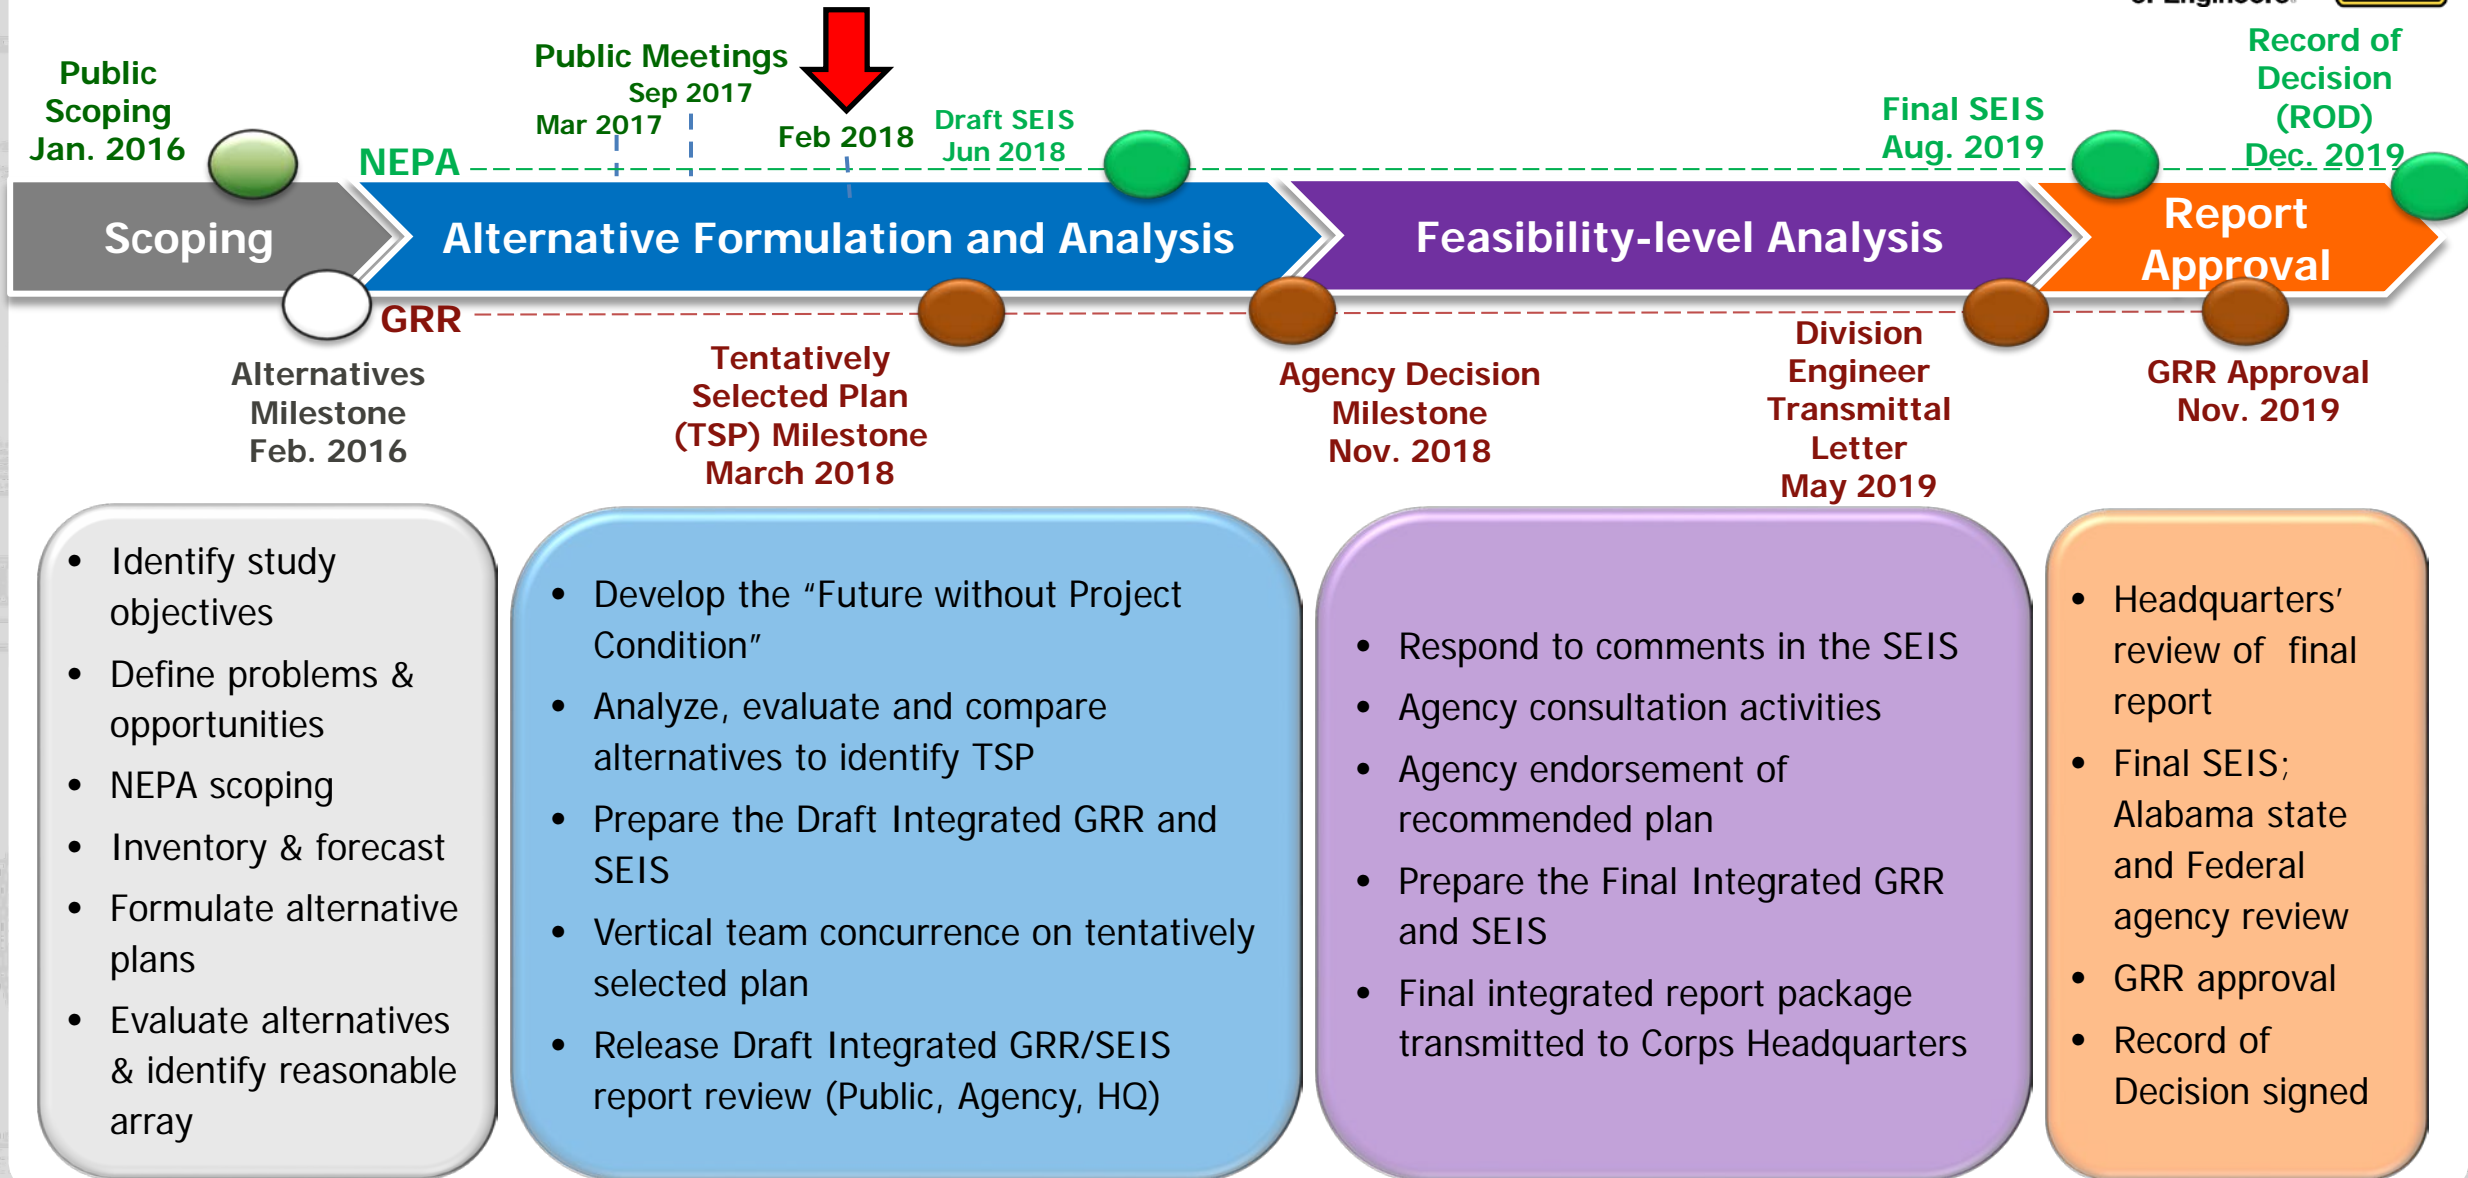 of Engineers®
Public
Scoping
Jan. 2016
Public Meetings
Sep 2017
Mar 2017
Feb 2018
Draft SEIS
Jun 2018
Final SEIS
Aug. 2019
Record of
Decision
(ROD)
Dec. 2019
NEPA
Scoping
Alternative Formulation and Analysis
Feasibility-level Analysis
Report
Approval
GRR
Alternatives
Milestone
Feb. 2016
Tentatively
Selected Plan
(TSP) Milestone
March 2018
Agency Decision
Milestone
Nov. 2018
Division
Engineer
Transmittal
Letter
May 2019
GRR Approval
Nov. 2019
• Identify study
objectives
• Define problems &
opportunities
• NEPA scoping
• Inventory & forecast
• Formulate alternative
plans
• Evaluate alternatives
& identify reasonable
array
• Develop the “Future without Project
Condition”
• Analyze, evaluate and compare
alternatives to identify TSP
• Prepare the Draft Integrated GRR and
SEIS
• Vertical team concurrence on tentatively
selected plan
• Release Draft Integrated GRR/SEIS
report review (Public, Agency, HQ)
• Respond to comments in the SEIS
• Agency consultation activities
• Agency endorsement of
recommended plan
• Prepare the Final Integrated GRR
and SEIS
• Final integrated report package
transmitted to Corps Headquarters
• Headquarters’
review of final
report
• Final SEIS;
Alabama state
and Federal
agency review
• GRR approval
• Record of
Decision signed